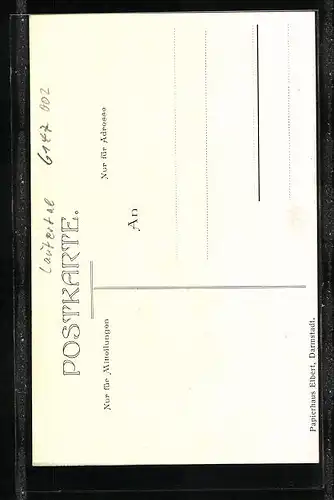 Lautertal 6147 002
POSTKARTE.
Nur für Mitteilungen
Nur für Adresse
An
Papierhaus Elbert, Darmstadt.